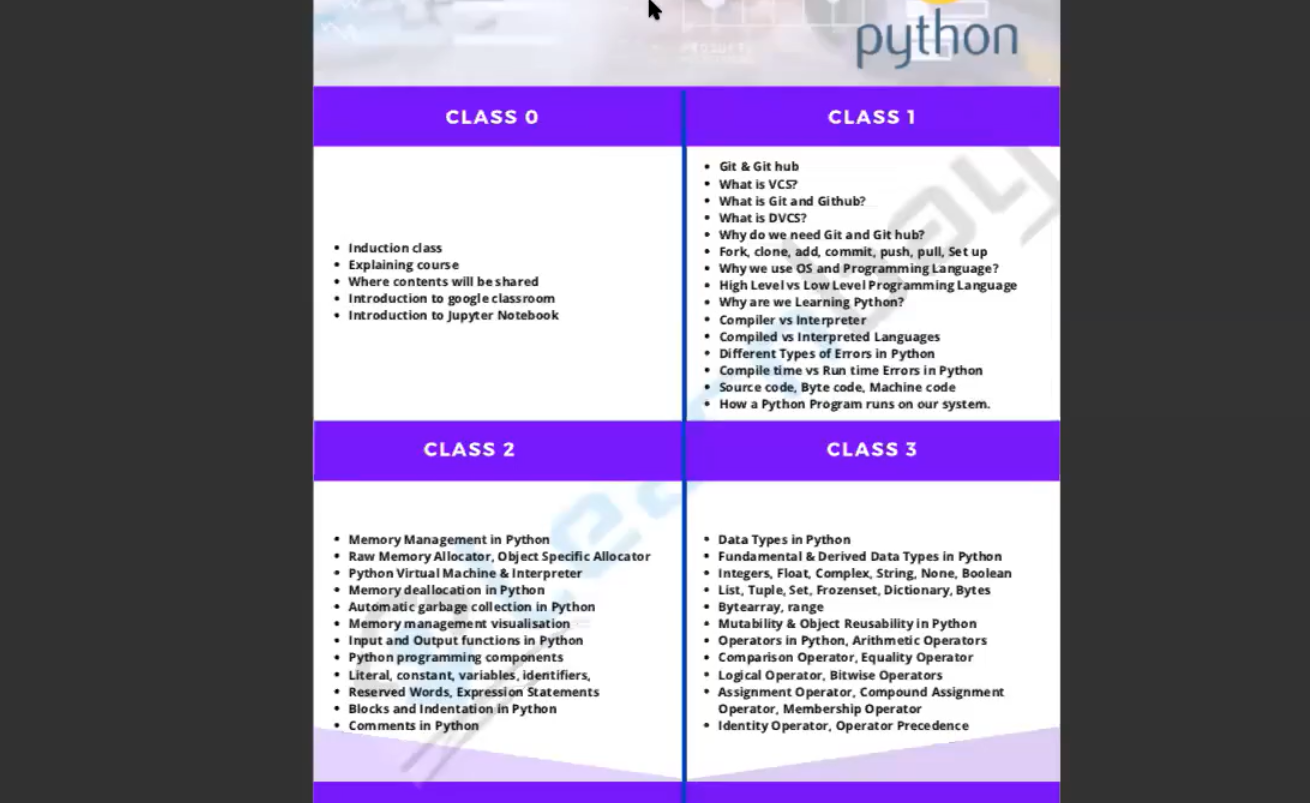 python
CLASS 0
CLASS 1
• Induction class
• Explaining course
• Where contents will be shared
• Introduction to google classroom
• Introduction to Jupyter Notebook
• Git & Git hub
• What is VCS?
• What is Git and Github?
• What is DVCS?
• Why do we need Git and Git hub?
• Fork, clone, add, commit, push, pull, Set up
• Why we use OS and Programming Language?
• High Level vs Low Level Programming Language
• Why are we Learning Python?
• Compiler vs Interpreter
• Compiled vs Interpreted Languages
• Different Types of Errors in Python
• Compile time vs Run time Errors in Python
• Source code, Byte code, Machine code
• How a Python Program runs on our system.
CLASS 2
CLASS 3
• Memory Management in Python
• Raw Memory Allocator, Object Specific Allocator
• Python Virtual Machine & Interpreter
• Memory deallocation in Python
• Automatic garbage collection in Python
• Memory management visualisation
• Input and Output functions in Python
• Python programming components
• Literal, constant, variables, identifiers,
• Reserved Words, Expression Statements
• Blocks and Indentation in Python
• Comments in Python
• Data Types in Python
• Fundamental & Derived Data Types in Python
• Integers, Float, Complex, String, None, Boolean
• List, Tuple, Set, Frozenset, Dictionary, Bytes
• Bytearray, range
• Mutability & Object Reusability in Python
• Operators in Python, Arithmetic Operators
• Comparison Operator, Equality Operator
• Logical Operator, Bitwise Operators
• Assignment Operator, Compound Assignment
Operator, Membership Operator
• Identity Operator, Operator Precedence